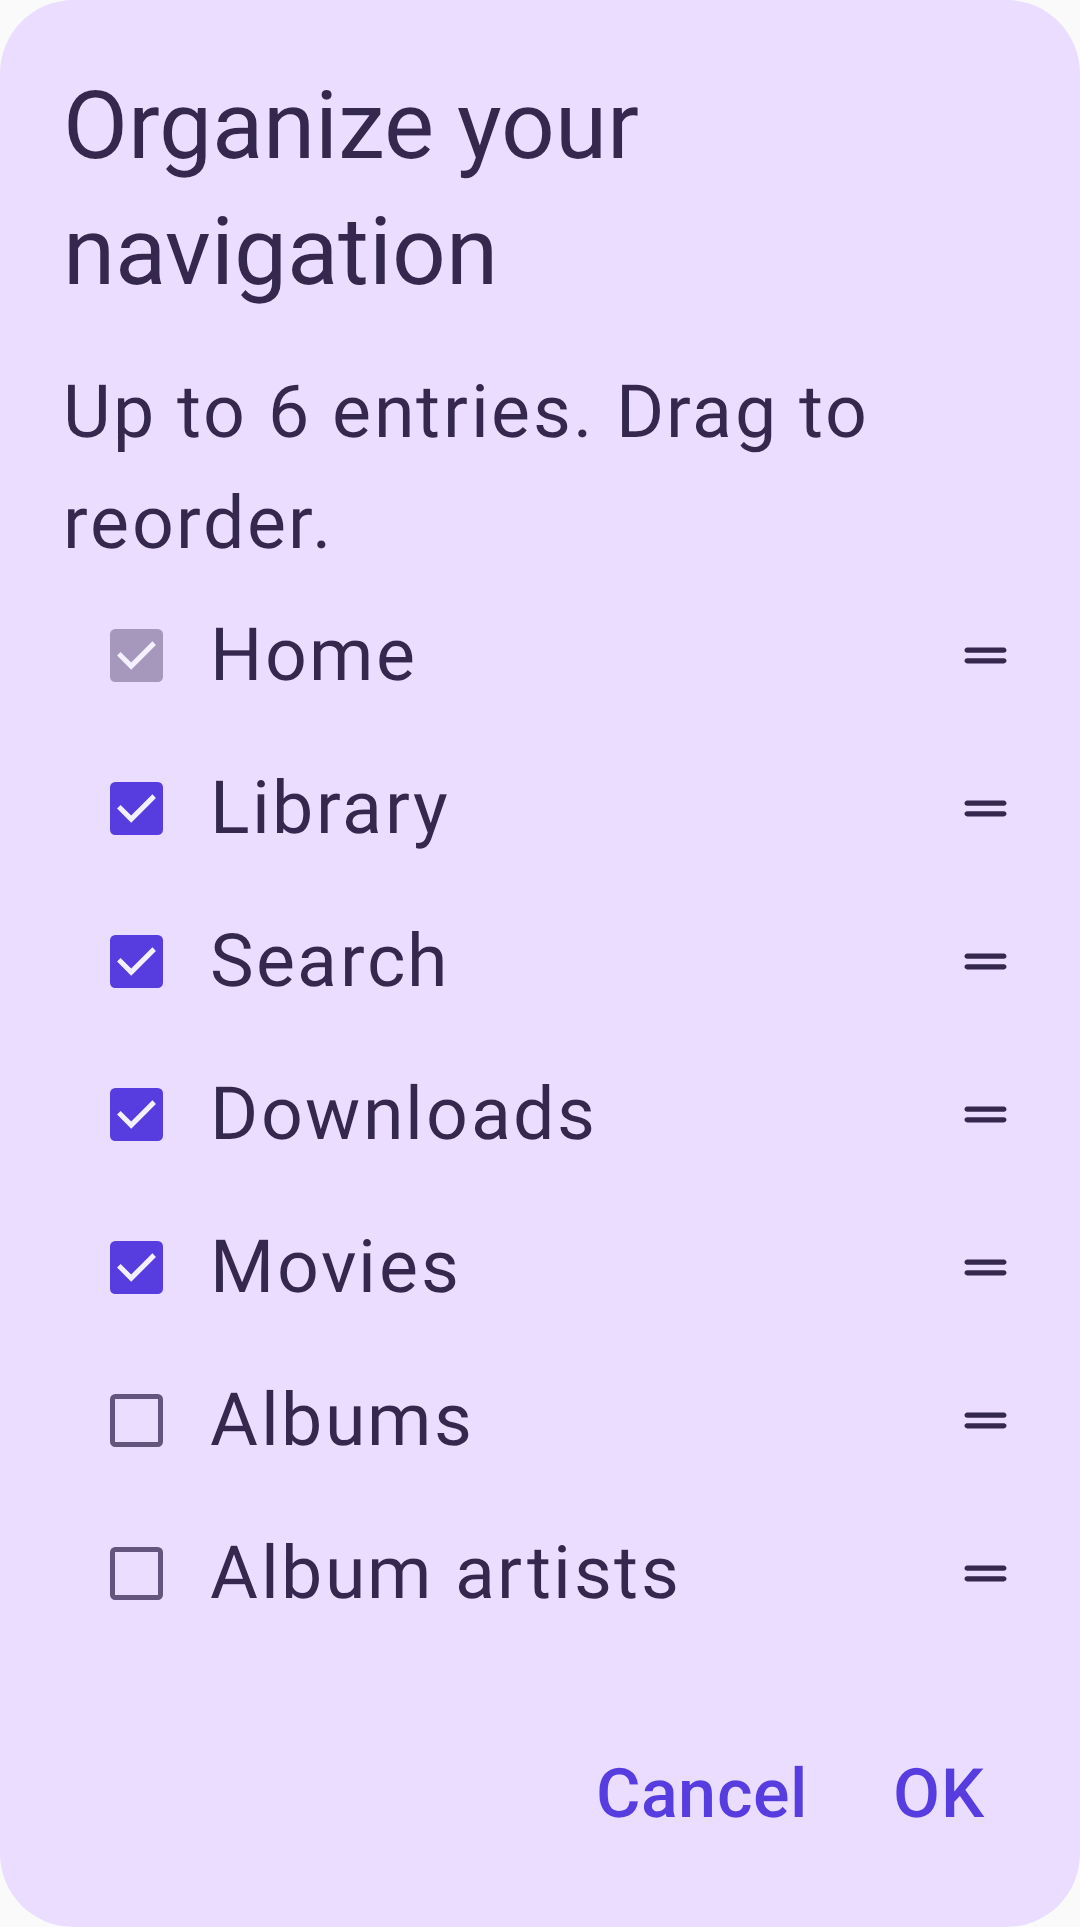 Organize your
navigation
Up to 6 entries. Drag to
reorder.
Home
Library
Search
Downloads
Movies
Albums
Album artists
Cancel OK